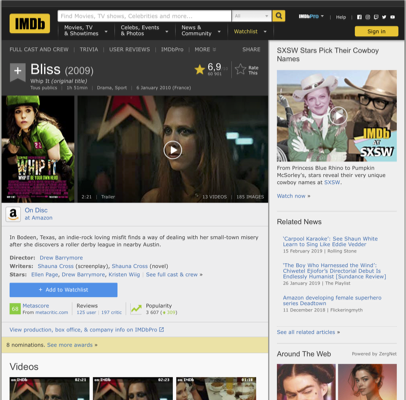 IMDb
Find Movies, TV shows, Celebrities and more...
All
IMDbPro
Help
Movies, TV & Showtimes
Celebs, Events & Photos
News & Community
Watchlist
Sign in
FULL CAST AND CREW | TRIVIA | USER REVIEWS | IMDbPro | MORE
SHARE
Bliss (2009)
Whip It (original title)
Tous publics | 1h 51min | Drama, Sport | 6 January 2010 (France)
6,9
Rate This
WHIP IT
2:21 | Trailer
15 VIDEOS | 185 IMAGES
On Disc
at Amazon
In Bodeen, Texas, an indie-rock loving misfit finds a way of dealing with her small-town misery
after she discovers a roller derby league in nearby Austin.
Director: Drew Barrymore
Writers: Shauna Cross (screenplay), Shauna Cross (novel)
Stars: Ellen Page, Drew Barrymore, Kristen Wiig | See full cast & crew »
+ Add to Watchlist
Metascore
From metacritic.com
Reviews
125 user | 197 critic
Popularity
3 607
View production, box office, & company info on IMDbPro
8 nominations. See more awards »
Videos
02:21
02:23
SXSW Stars Pick Their Cowboy
Names
IMDb
AT
SXSW
From Princess Blue Rhino to Pumpkin
McSorley's, stars reveal their very
unique cowboy names at SXSW.
Watch now »
Related News
'Carpool Karaoke': See Shaun White
Learn to Sing Like Eddie Vedder
15 February 2019 | Rolling Stone
'The Boy Who Harnessed the Wind':
Chiwetel Ejiofor's Directorial Debut Is
Endlessly Humanist [Sundance Review]
26 January 2019 | The Playlist
Amazon developing female superhero
series Deadtown
11 December 2018 | Flickeringmyth
See all related articles »
Around The Web
Powered by ZergNet